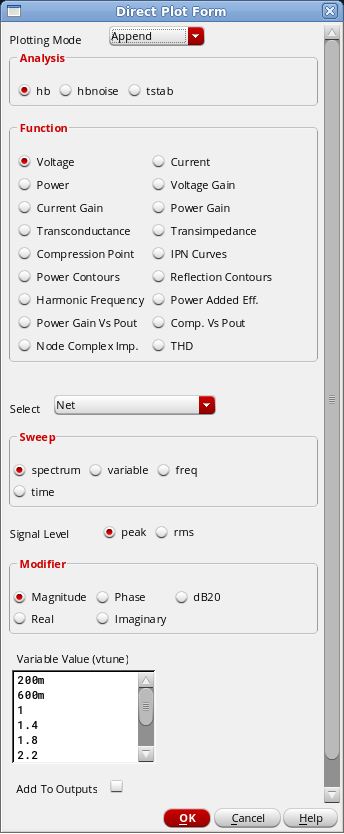 Direct Plot Form
Plotting Mode Append
Analysis
hb hbnoise tstab
Function
Voltage Current
Power Voltage Gain
Current Gain Power Gain
Transconductance Transimpedance
Compression Point IPN Curves
Power Contours Reflection Contours
Harmonic Frequency Power Added Eff.
Power Gain Vs Pout Comp. Vs Pout
Node Complex Imp. THD
Select Net
Sweep
spectrum variable freq
time
Signal Level peak rms
Modifier
Magnitude Phase dB20
Real Imaginary
Variable Value (vtune)
200m
600m
1
1.4
1.8
2.2
Add To Outputs
OK Cancel Help